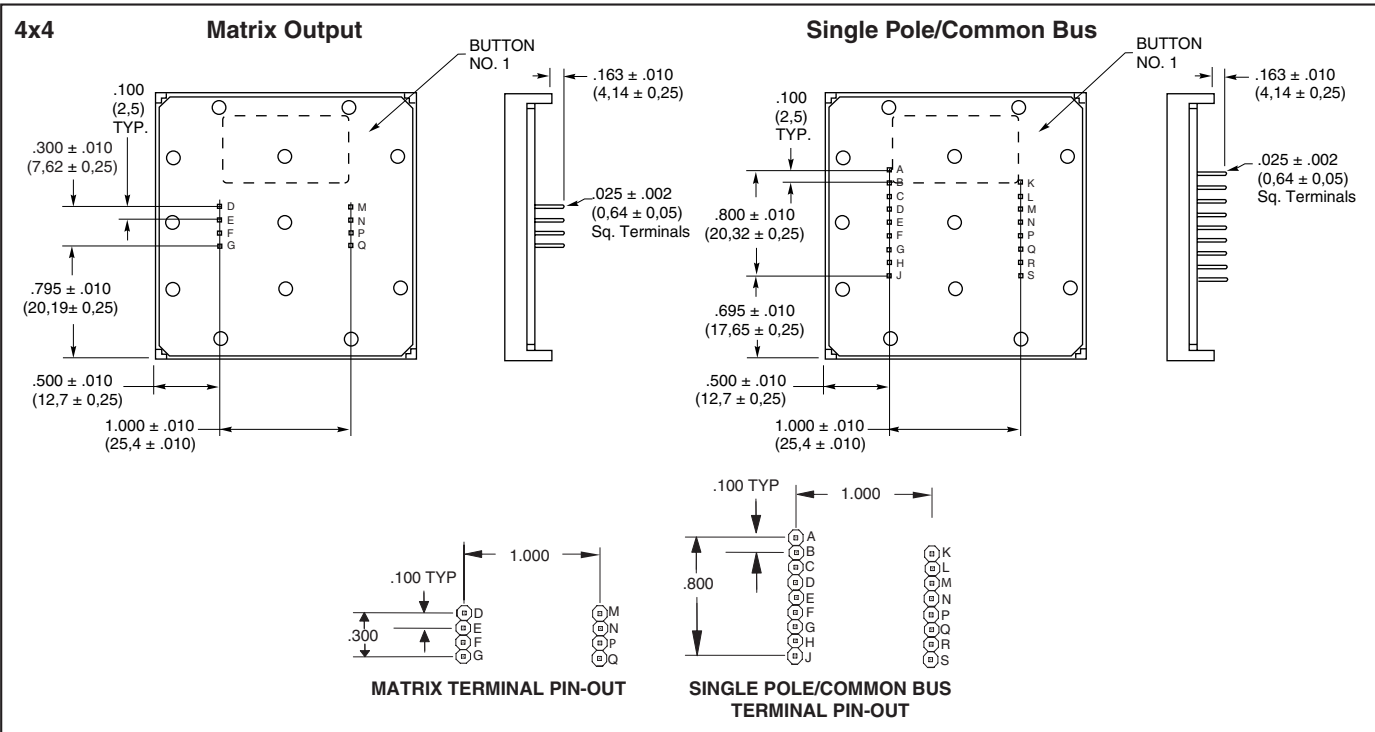 4x4
Matrix Output
BUTTON
NO. 1
.100
(2,5)
TYP.
.300 ± .010
(7,62 ± 0,25)
D
E
F
G
M
N
P
Q
.795 ± .010
(20,19± 0,25)
.500 ± .010
(12,7 ± 0,25)
1.000 ± .010
(25,4 ± .010)
.163 ± .010
(4,14 ± 0,25)
.025 ± .002
(0,64 ± 0,05)
Sq. Terminals
Single Pole/Common Bus
BUTTON
NO. 1
.100
(2,5)
TYP.
A
B
C
D
E
F
G
H
J
K
L
M
N
P
Q
R
S
.800 ± .010
(20,32 ± 0,25)
.695 ± .010
(17,65 ± 0,25)
.500 ± .010
(12,7 ± 0,25)
1.000 ± .010
(25,4 ± .010)
.163 ± .010
(4,14 ± 0,25)
.025 ± .002
(0,64 ± 0,05)
Sq. Terminals
1.000
.100 TYP
.300
D
E
F
G
M
N
P
Q
MATRIX TERMINAL PIN-OUT
.100 TYP
1.000
.800
A
B
C
D
E
F
G
H
J
K
L
M
N
P
Q
R
S
SINGLE POLE/COMMON BUS
TERMINAL PIN-OUT